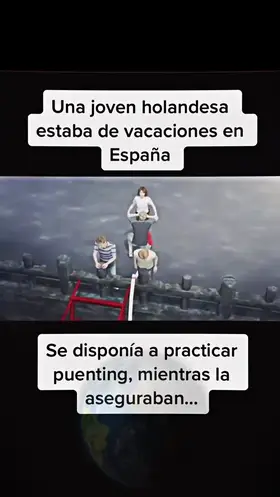 Una joven holandesa
estaba de vacaciones en
España
Se disponía a practicar
puenting, mientras la
aseguraban...